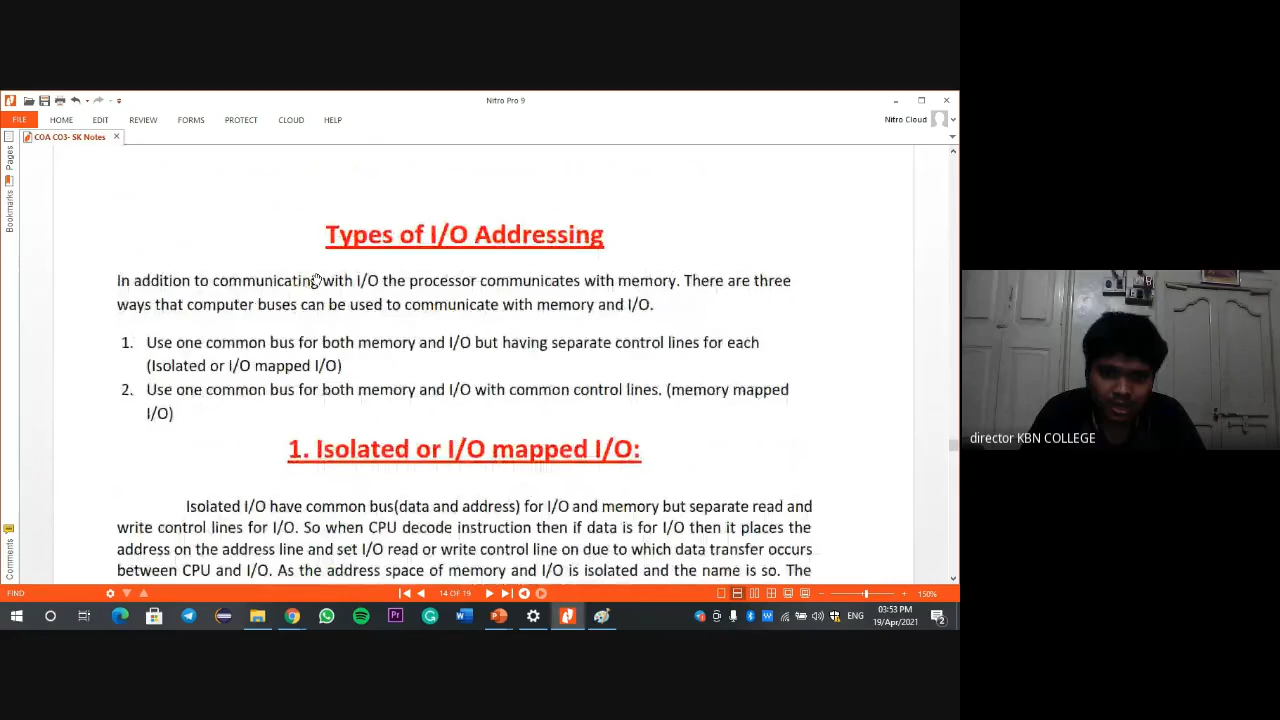 Nitro Pro 9
FILE HOME EDIT REVIEW FORMS PROTECT CLOUD HELP Nitro Cloud
COA CO3- SK Notes
Pages
Bookmarks
Comments
Types of I/O Addressing
In addition to communicating with I/O the processor communicates with memory. There are three
ways that computer buses can be used to communicate with memory and I/O.
1. Use one common bus for both memory and I/O but having separate control lines for each
(Isolated or I/O mapped I/O)
2. Use one common bus for both memory and I/O with common control lines. (memory mapped
I/O)
1. Isolated or I/O mapped I/O:
Isolated I/O have common bus(data and address) for I/O and memory but separate read and
write control lines for I/O. So when CPU decode instruction then if data is for I/O then it places the
address on the address line and set I/O read or write control line on due to which data transfer occurs
between CPU and I/O. As the address space of memory and I/O is isolated and the name is so. The
FIND 14 OF 19 150%
ENG 03:53 PM
19/Apr/2021
director KBN COLLEGE